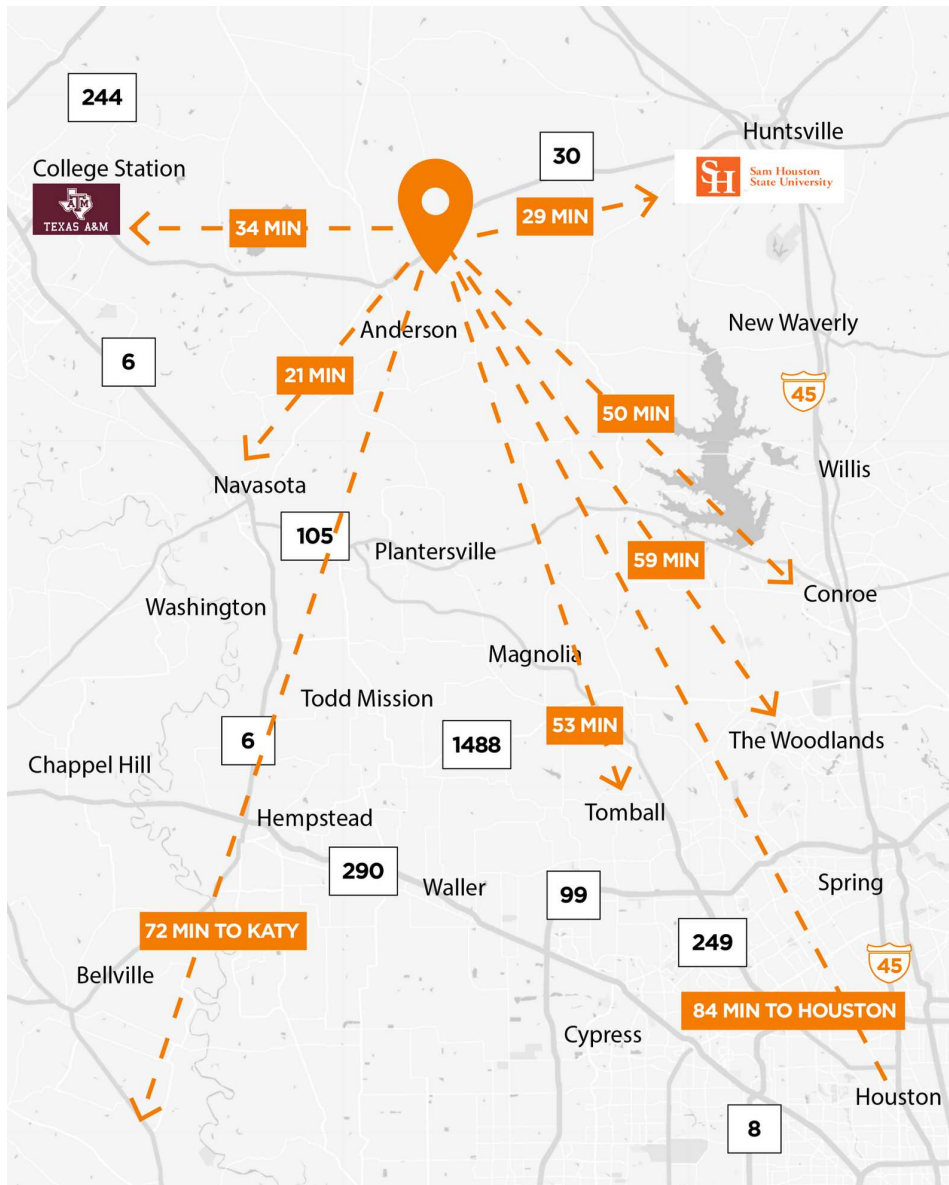 244
Huntsville
30
College Station
SH
Sam Houston
State University
ATM
TEXAS A&M
34 MIN
29 MIN
Anderson
New Waverly
6
21 MIN
45
50 MIN
Willis
Navasota
105
Plantersville
59 MIN
Conroe
Washington
Magnolia
Todd Mission
6
1488
53 MIN
The Woodlands
Chappel Hill
Hempstead
Tomball
290
Waller
99
Spring
72 MIN TO KATY
249
45
Bellville
84 MIN TO HOUSTON
Cypress
Houston
8